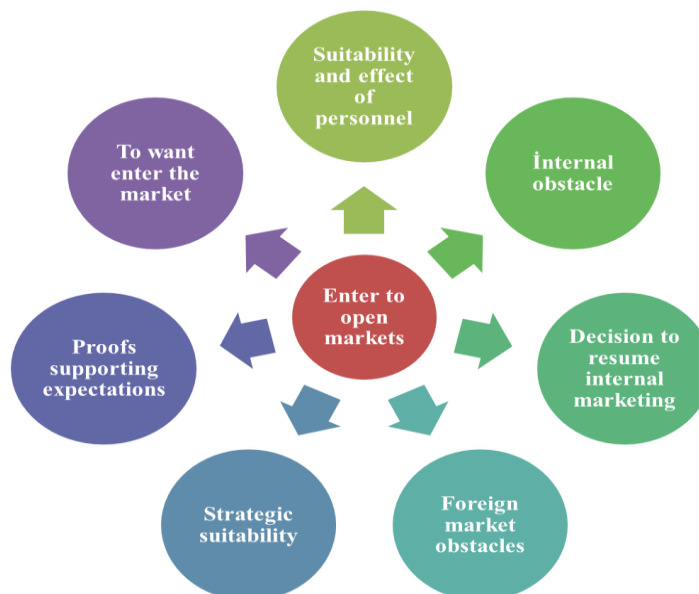 Suitability
and effect
of
personnel
İnternal
obstacle
Decision to
resume
internal
marketing
Foreign
market
obstacles
Strategic
suitability
Proofs
supporting
expectations
To want
enter the
market
Enter to
open
markets